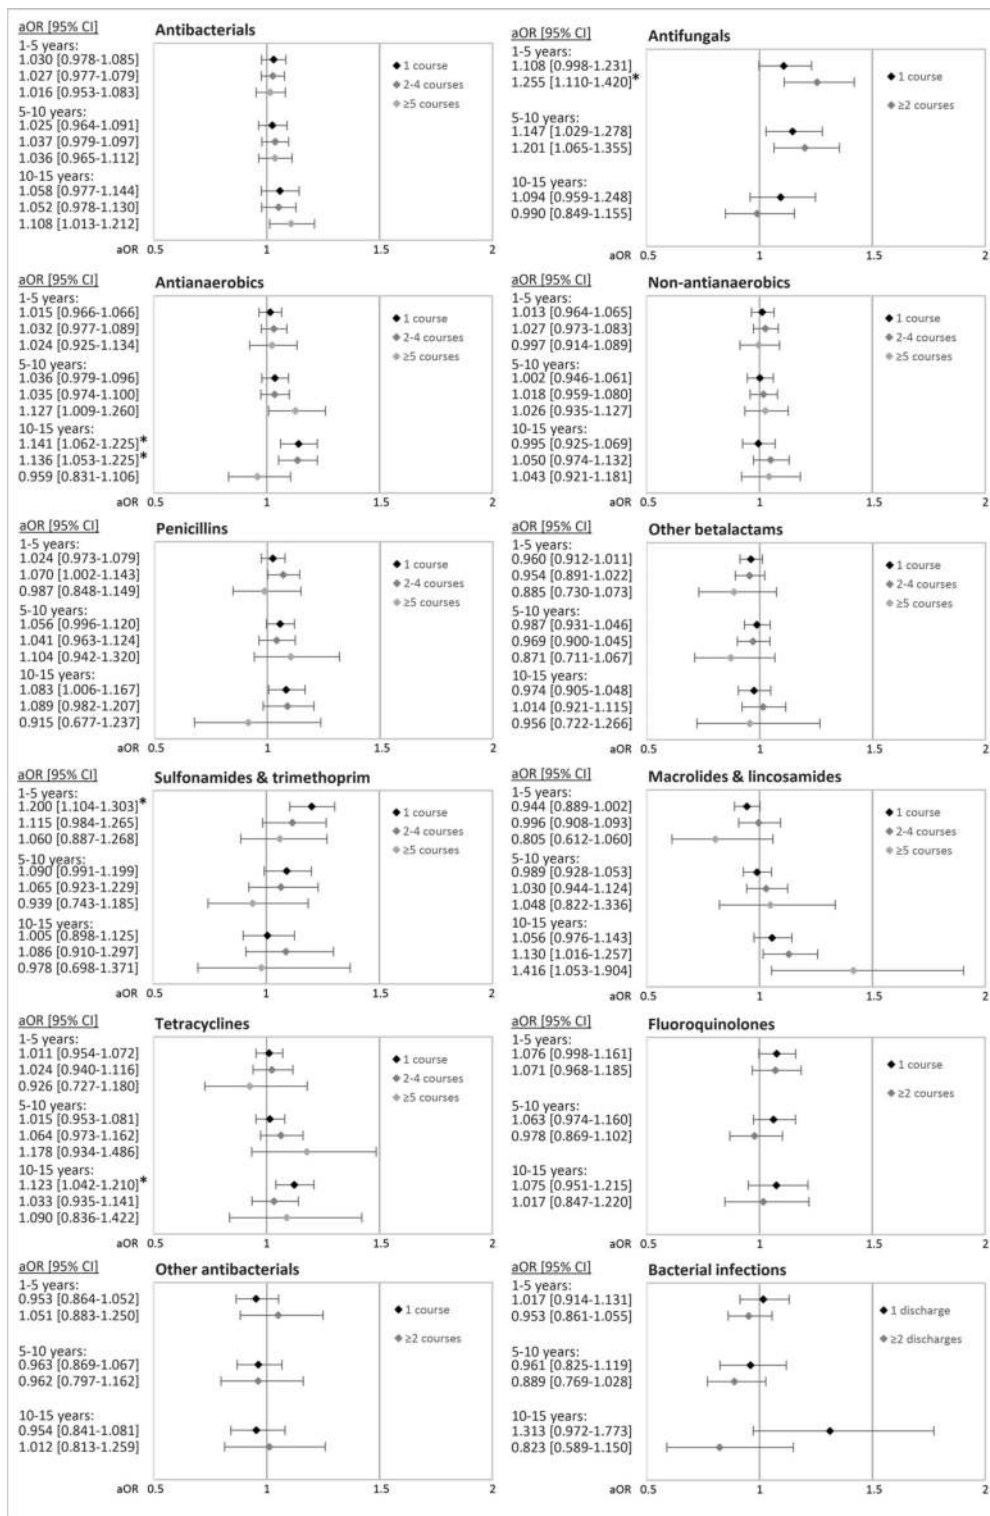 aOR [95% CI]
Antibacterials
1-5 years:
1.030 [0.978-1.085]
1.027 [0.977-1.079]
1.016 [0.953-1.083]
5-10 years:
1.025 [0.964-1.091]
1.037 [0.979-1.097]
1.036 [0.965-1.112]
10-15 years:
1.058 [0.977-1.144]
1.052 [0.978-1.130]
1.108 [1.013-1.212]
1 course
2-4 courses
≥5 courses
aOR 0.5 1 1.5 2
aOR [95% CI]
Antifungals
1-5 years:
1.108 [0.998-1.231]
1.255 [1.110-1.420]*
5-10 years:
1.147 [1.029-1.278]
1.201 [1.065-1.355]
10-15 years:
1.094 [0.959-1.248]
0.990 [0.849-1.155]
1 course
≥2 courses
aOR 0.5 1 1.5 2
aOR [95% CI]
Antianaerobics
1-5 years:
1.015 [0.966-1.066]
1.032 [0.977-1.089]
1.024 [0.925-1.134]
5-10 years:
1.036 [0.979-1.096]
1.035 [0.974-1.100]
1.127 [1.009-1.260]
10-15 years:
1.141 [1.062-1.225]*
1.136 [1.053-1.225]*
0.959 [0.831-1.106]
1 course
2-4 courses
≥5 courses
aOR 0.5 1 1.5 2
aOR [95% CI]
Non-antianaerobics
1-5 years:
1.013 [0.964-1.065]
1.027 [0.973-1.083]
0.997 [0.914-1.089]
5-10 years:
1.002 [0.946-1.061]
1.018 [0.959-1.080]
1.026 [0.935-1.127]
10-15 years:
0.995 [0.925-1.069]
1.050 [0.974-1.132]
1.043 [0.921-1.181]
1 course
2-4 courses
≥5 courses
aOR 0.5 1 1.5 2
aOR [95% CI]
Penicillins
1-5 years:
1.024 [0.973-1.079]
1.070 [1.002-1.143]
0.987 [0.848-1.149]
5-10 years:
1.056 [0.996-1.120]
1.041 [0.963-1.124]
1.104 [0.942-1.320]
10-15 years:
1.083 [1.006-1.167]
1.089 [0.982-1.207]
0.915 [0.677-1.237]
1 course
2-4 courses
≥5 courses
aOR 0.5 1 1.5 2
aOR [95% CI]
Other betalactams
1-5 years:
0.960 [0.912-1.011]
0.954 [0.891-1.022]
0.885 [0.730-1.073]
5-10 years:
0.987 [0.931-1.046]
0.969 [0.900-1.045]
0.871 [0.711-1.067]
10-15 years:
0.974 [0.905-1.048]
1.014 [0.921-1.115]
0.956 [0.722-1.266]
1 course
2-4 courses
≥5 courses
aOR 0.5 1 1.5 2
aOR [95% CI]
Sulfonamides & trimethoprim
1-5 years:
1.200 [1.104-1.303]*
1.115 [0.984-1.265]
1.060 [0.887-1.268]
5-10 years:
1.090 [0.991-1.199]
1.065 [0.923-1.229]
0.939 [0.743-1.185]
10-15 years:
1.005 [0.898-1.125]
1.086 [0.910-1.297]
0.978 [0.698-1.371]
1 course
2-4 courses
≥5 courses
aOR 0.5 1 1.5 2
aOR [95% CI]
Macrolides & lincosamides
1-5 years:
0.944 [0.889-1.002]
0.996 [0.908-1.093]
0.805 [0.612-1.060]
5-10 years:
0.989 [0.928-1.053]
1.030 [0.944-1.124]
1.048 [0.822-1.336]
10-15 years:
1.056 [0.976-1.143]
1.130 [1.016-1.257]
1.416 [1.053-1.904]
1 course
2-4 courses
≥5 courses
aOR 0.5 1 1.5 2
aOR [95% CI]
Tetracyclines
1-5 years:
1.011 [0.954-1.072]
1.024 [0.940-1.116]
0.926 [0.727-1.180]
5-10 years:
1.015 [0.953-1.081]
1.064 [0.973-1.162]
1.178 [0.934-1.486]
10-15 years:
1.123 [1.042-1.210]*
1.033 [0.935-1.141]
1.090 [0.836-1.422]
1 course
2-4 courses
≥5 courses
aOR 0.5 1 1.5 2
aOR [95% CI]
Fluoroquinolones
1-5 years:
1.076 [0.998-1.161]
1.071 [0.968-1.185]
5-10 years:
1.063 [0.974-1.160]
0.978 [0.869-1.102]
10-15 years:
1.075 [0.951-1.215]
1.017 [0.847-1.220]
1 course
≥2 courses
aOR 0.5 1 1.5 2
aOR [95% CI]
Other antibacterials
1-5 years:
0.953 [0.864-1.052]
1.051 [0.883-1.250]
5-10 years:
0.963 [0.869-1.067]
0.962 [0.797-1.162]
10-15 years:
0.954 [0.841-1.081]
1.012 [0.813-1.259]
1 course
≥2 courses
aOR 0.5 1 1.5 2
aOR [95% CI]
Bacterial infections
1-5 years:
1.017 [0.914-1.131]
0.953 [0.861-1.055]
5-10 years:
0.961 [0.825-1.119]
0.889 [0.769-1.028]
10-15 years:
1.313 [0.972-1.773]
0.823 [0.589-1.150]
1 discharge
≥2 discharges
aOR 0.5 1 1.5 2